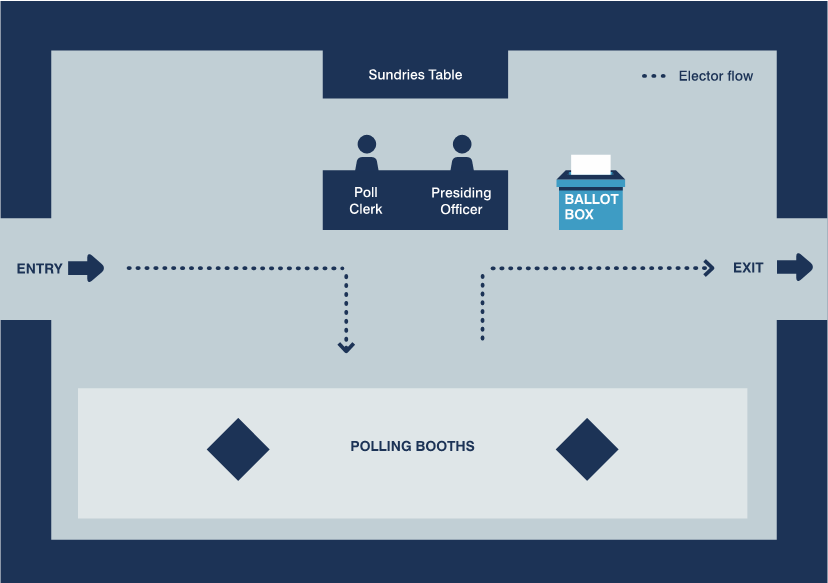 Sundries Table
Elector flow
Poll
Clerk
Presiding
Officer
BALLOT
BOX
ENTRY
EXIT
POLLING BOOTHS